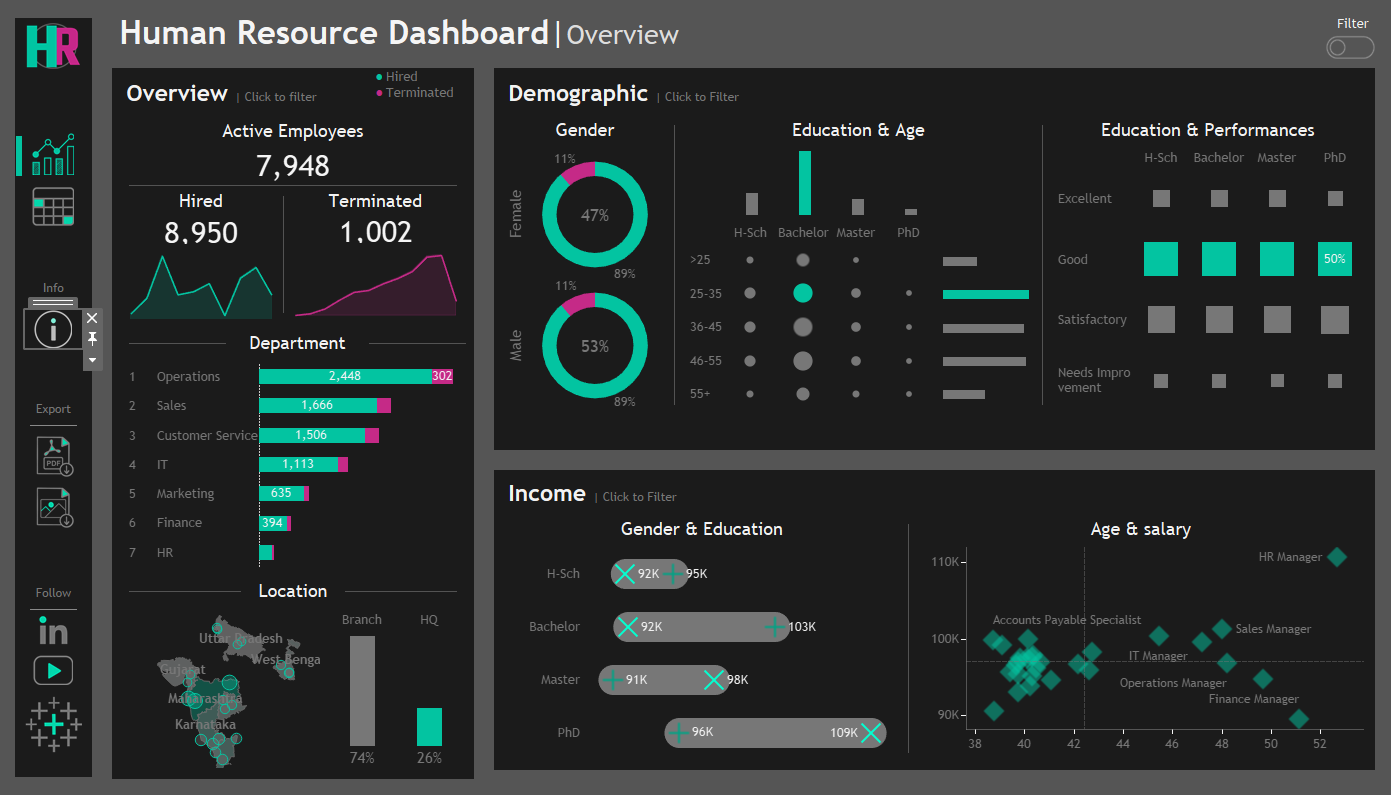 HR
Human Resource Dashboard | Overview
Filter
Info
Export
PDF
Follow
in
Overview | Click to filter
Hired
Terminated
Active Employees
7,948
Hired
8,950
Terminated
1,002
Department
1 Operations 2,448 302
2 Sales 1,666
3 Customer Service 1,506
4 IT 1,113
5 Marketing 635
6 Finance 394
7 HR
Location
Uttar Pradesh
West Benga
Gujarat
Maharashtra
Karnataka
Branch HQ
74% 26%
Demographic | Click to Filter
Gender
Female
11%
47%
89%
Male
11%
53%
89%
Education & Age
H-Sch Bachelor Master PhD
>25
25-35
36-45
46-55
55+
Education & Performances
H-Sch Bachelor Master PhD
Excellent
Good 50%
Satisfactory
Needs Impro
vement
Income | Click to Filter
Gender & Education
H-Sch 92K 95K
Bachelor 92K 103K
Master 91K 98K
PhD 96K 109K
Age & salary
110K
100K
90K
HR Manager
Accounts Payable Specialist
Sales Manager
IT Manager
Operations Manager
Finance Manager
38 40 42 44 46 48 50 52